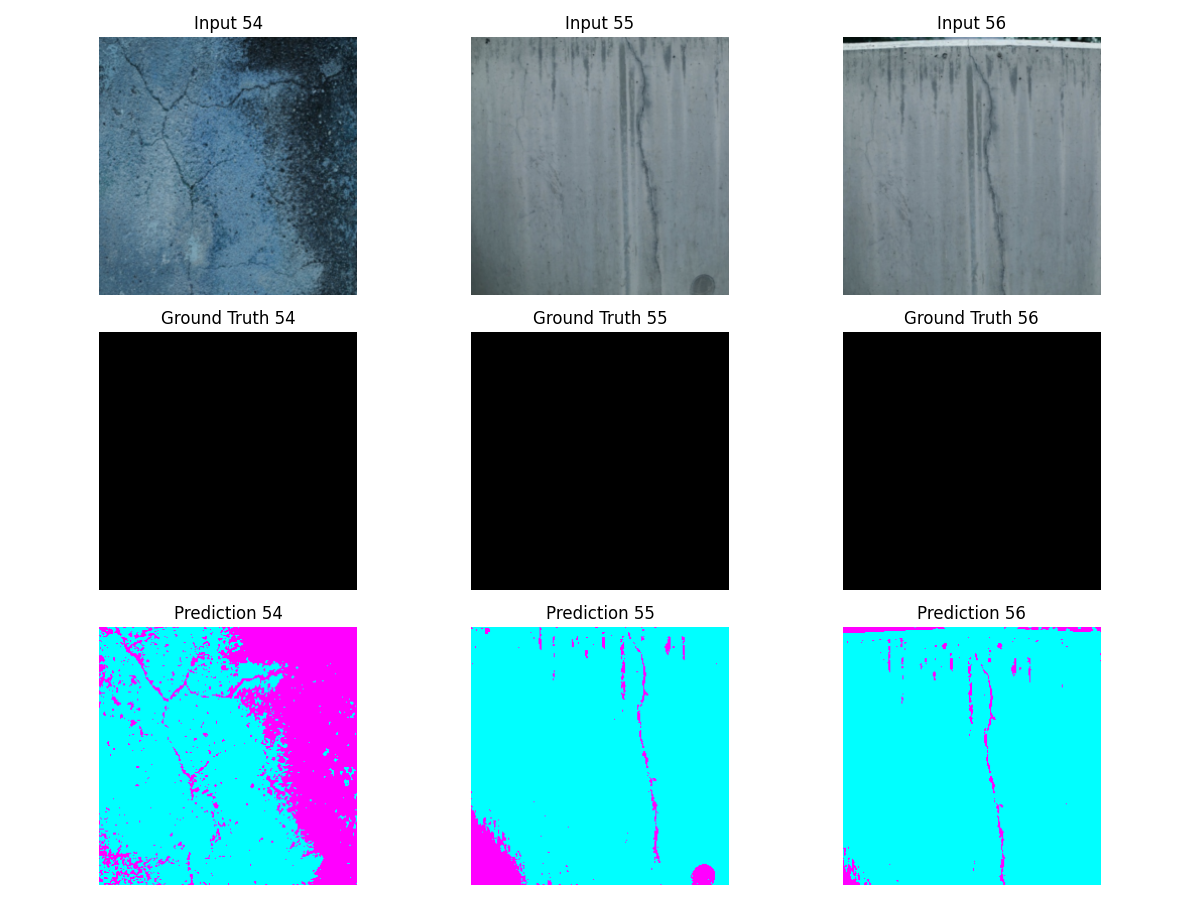 Input 54
Input 55
Input 56
Ground Truth 54
Ground Truth 55
Ground Truth 56
Prediction 54
Prediction 55
Prediction 56